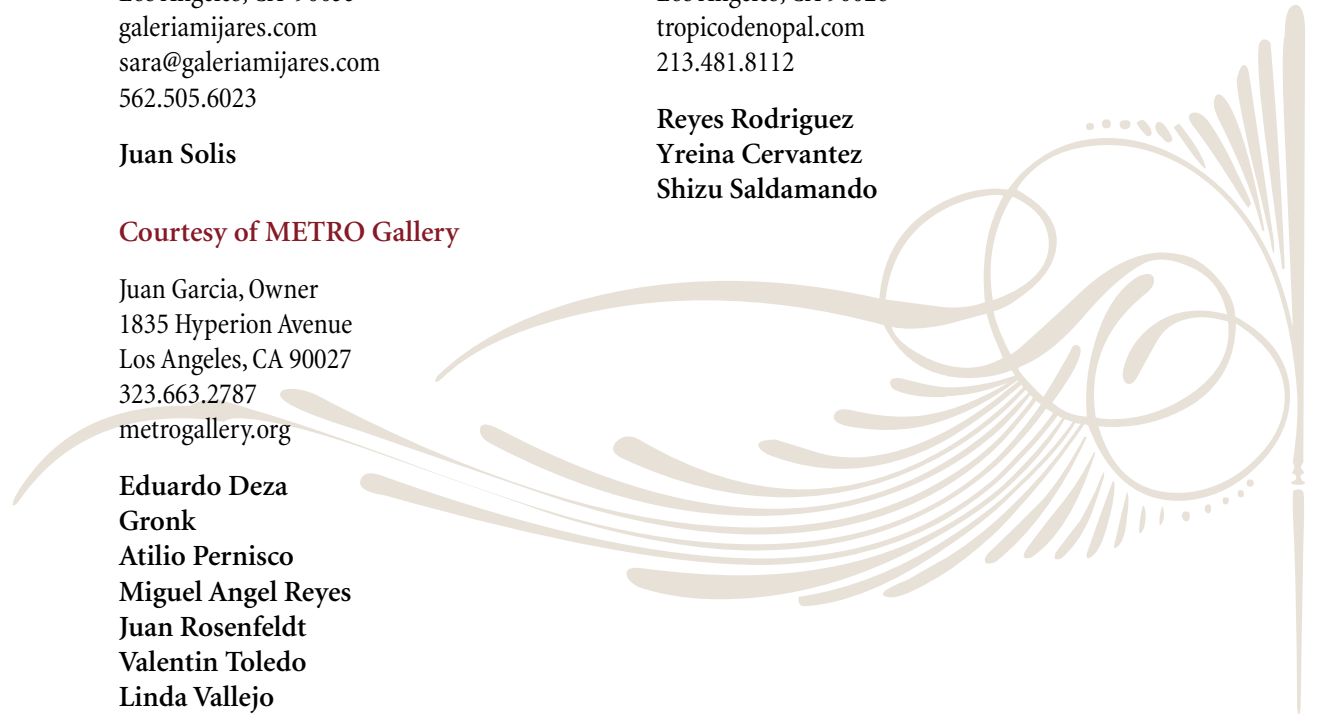 galeriamijares.com
sara@galeriamijares.com
562.505.6023
Juan Solis
Courtesy of METRO Gallery
Juan Garcia, Owner
1835 Hyperion Avenue
Los Angeles, CA 90027
323.663.2787
metrogallery.org
Eduardo Deza
Gronk
Atilio Pernisco
Miguel Angel Reyes
Juan Rosenfeldt
Valentin Toledo
Linda Vallejo
tropicodenopal.com
213.481.8112
Reyes Rodriguez
Yreina Cervantez
Shizu Saldamando